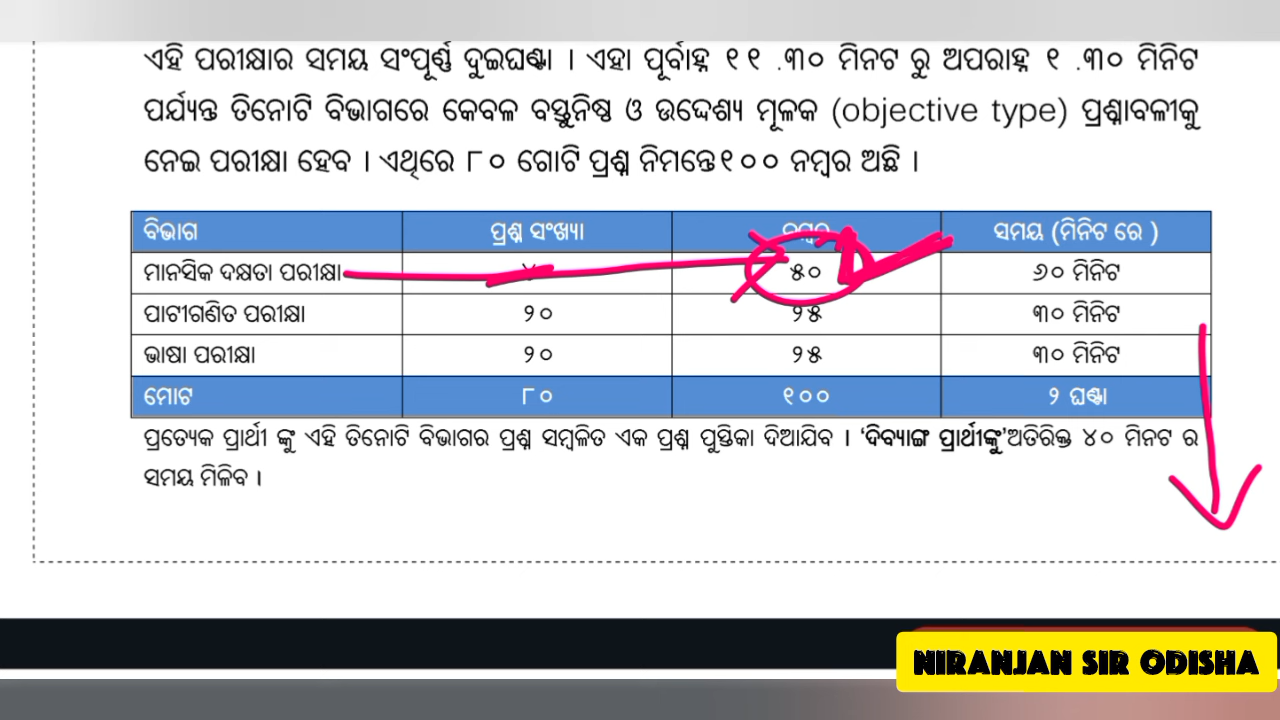 ଏହି ପରୀକ୍ଷାର ସମୟ ସଂପୂର୍ଣ୍ଣ ଦୁଇଘଣ୍ଟା । ଏହା ପୂର୍ବାହ୍ନ ୧୧ .୩୦ ମିନଟ ରୁ ଅପରାହ୍ନ ୧ .୩୦ ମିନିଟ
ପର୍ଯ୍ୟନ୍ତ ତିନୋଟି ବିଭାଗରେ କେବଳ ବସ୍ତୁନିଷ୍ଠ ଓ ଉଦ୍ଦେଶ୍ୟ ମୂଳକ (objective type) ପ୍ରଶ୍ନାବଳୀକୁ
ନେଇ ପରୀକ୍ଷା ହେବ । ଏଥିରେ ୮୦ ଗୋଟି ପ୍ରଶ୍ନ ନିମନ୍ତେ୧୦୦ ନମ୍ବର ଅଛି ।
ବିଭାଗ ପ୍ରଶ୍ନ ସଂଖ୍ୟା ନମ୍ବର ସମୟ (ମିନିଟ ରେ )
ମାନସିକ ଦକ୍ଷତା ପରୀକ୍ଷା ୫୦ ୬୦ ମିନିଟ
ପାଟୀଗଣିତ ପରୀକ୍ଷା ୨୦ ୨୫ ୩୦ ମିନିଟ
ଭାଷା ପରୀକ୍ଷା ୨୦ ୨୫ ୩୦ ମିନିଟ
ମୋଟ ୮୦ ୧୦୦ ୨ ଘଣ୍ଟା
ପ୍ରତ୍ୟେକ ପ୍ରାର୍ଥୀ ଙ୍କୁ ଏହି ତିନୋଟି ବିଭାଗର ପ୍ରଶ୍ନ ସମ୍ବଳିତ ଏକ ପ୍ରଶ୍ନ ପୁସ୍ତିକା ଦିଆଯିବ । ‘ଦିବ୍ୟାଙ୍ଗ ପ୍ରାର୍ଥୀଙ୍କୁ’ଅତିରିକ୍ତ ୪୦ ମିନଟ ର
ସମୟ ମିଳିବ ।
NIRANJAN SIR ODISHA